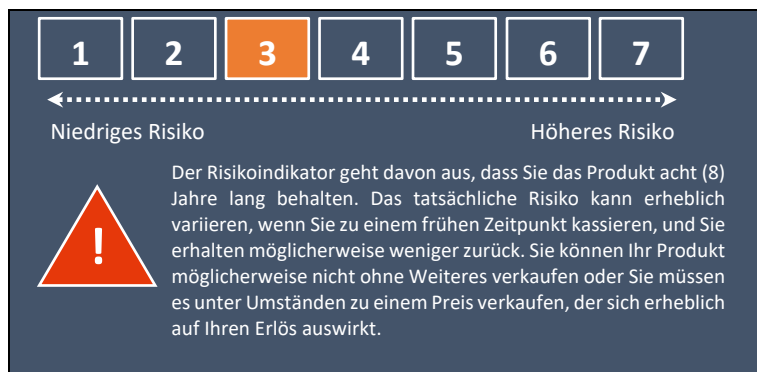 1 2 3 4 5 6 7
Niedriges Risiko Höheres Risiko
Der Risikoindikator geht davon aus, dass Sie das Produkt acht (8)
Jahre lang behalten. Das tatsächliche Risiko kann erheblich
variieren, wenn Sie zu einem frühen Zeitpunkt kassieren, und Sie
erhalten möglicherweise weniger zurück. Sie können Ihr Produkt
möglicherweise nicht ohne Weiteres verkaufen oder Sie müssen
es unter Umständen zu einem Preis verkaufen, der sich erheblich
auf Ihren Erlös auswirkt.
!